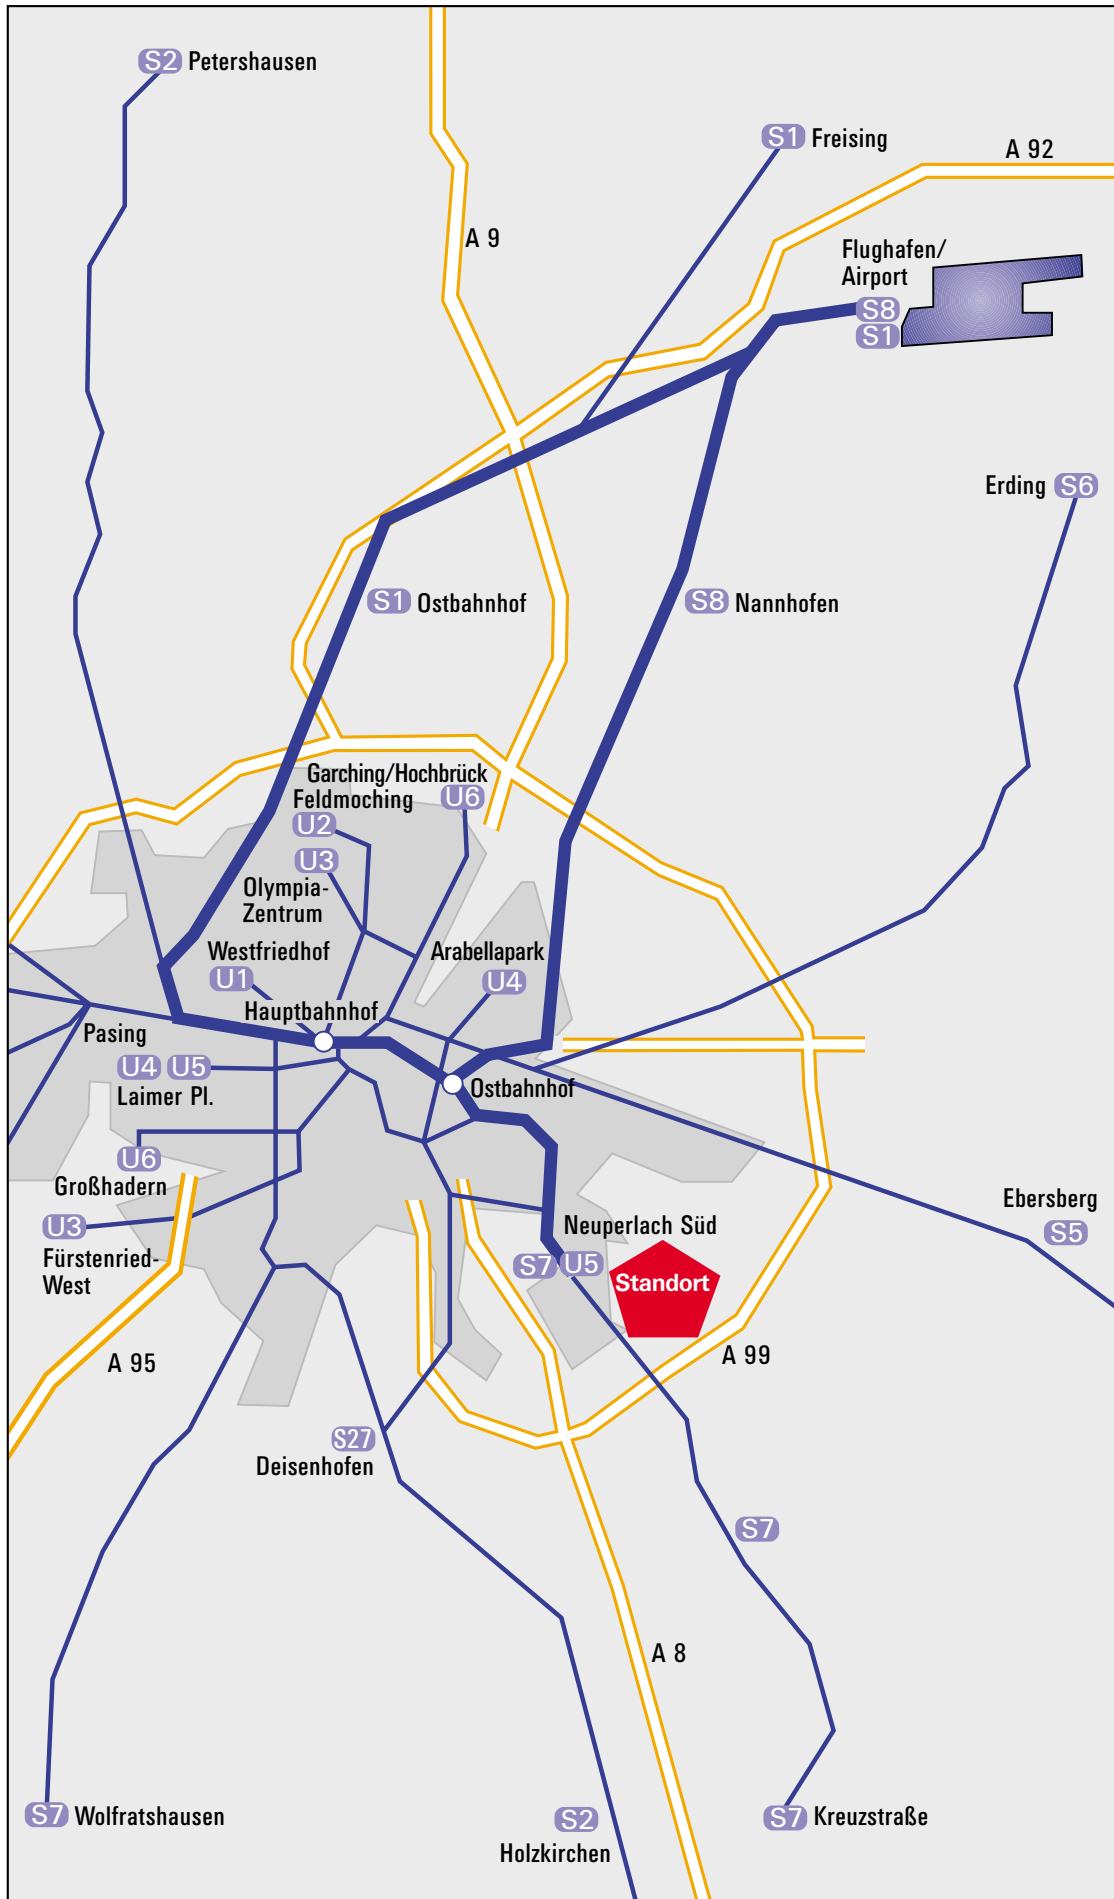 S2 Petershausen
S1 Freising
A 92
A 9
Flughafen/
Airport
S8
S1
Erding S6
S1 Ostbahnhof
S8 Nannhofen
Garching/Hochbrück
Feldmoching U6
U2
U3
Olympia-
Zentrum
Westfriedhof
U1
Arabellapark
U4
Hauptbahnhof
Pasing
U4 U5
Laimer Pl.
Ostbahnhof
U6
Großhadern
U3
Fürstenried-
West
Ebersberg
S5
Neuperlach Süd
S7 U5
Standort
A 95
A 99
S27
Deisenhofen
S7
A 8
S7 Wolfratshausen
S2
Holzkirchen
S7 Kreuzstraße